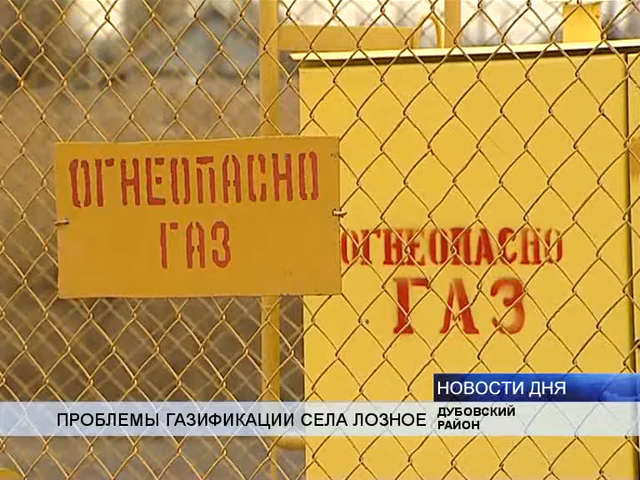 ОГНЕОПАСНО
ГАЗ
ОГНЕОПАСНО
ГАЗ
НОВОСТИ ДНЯ
ПРОБЛЕМЫ ГАЗИФИКАЦИИ СЕЛА ЛОЗНОЕ
ДУБОВСКИЙ
РАЙОН